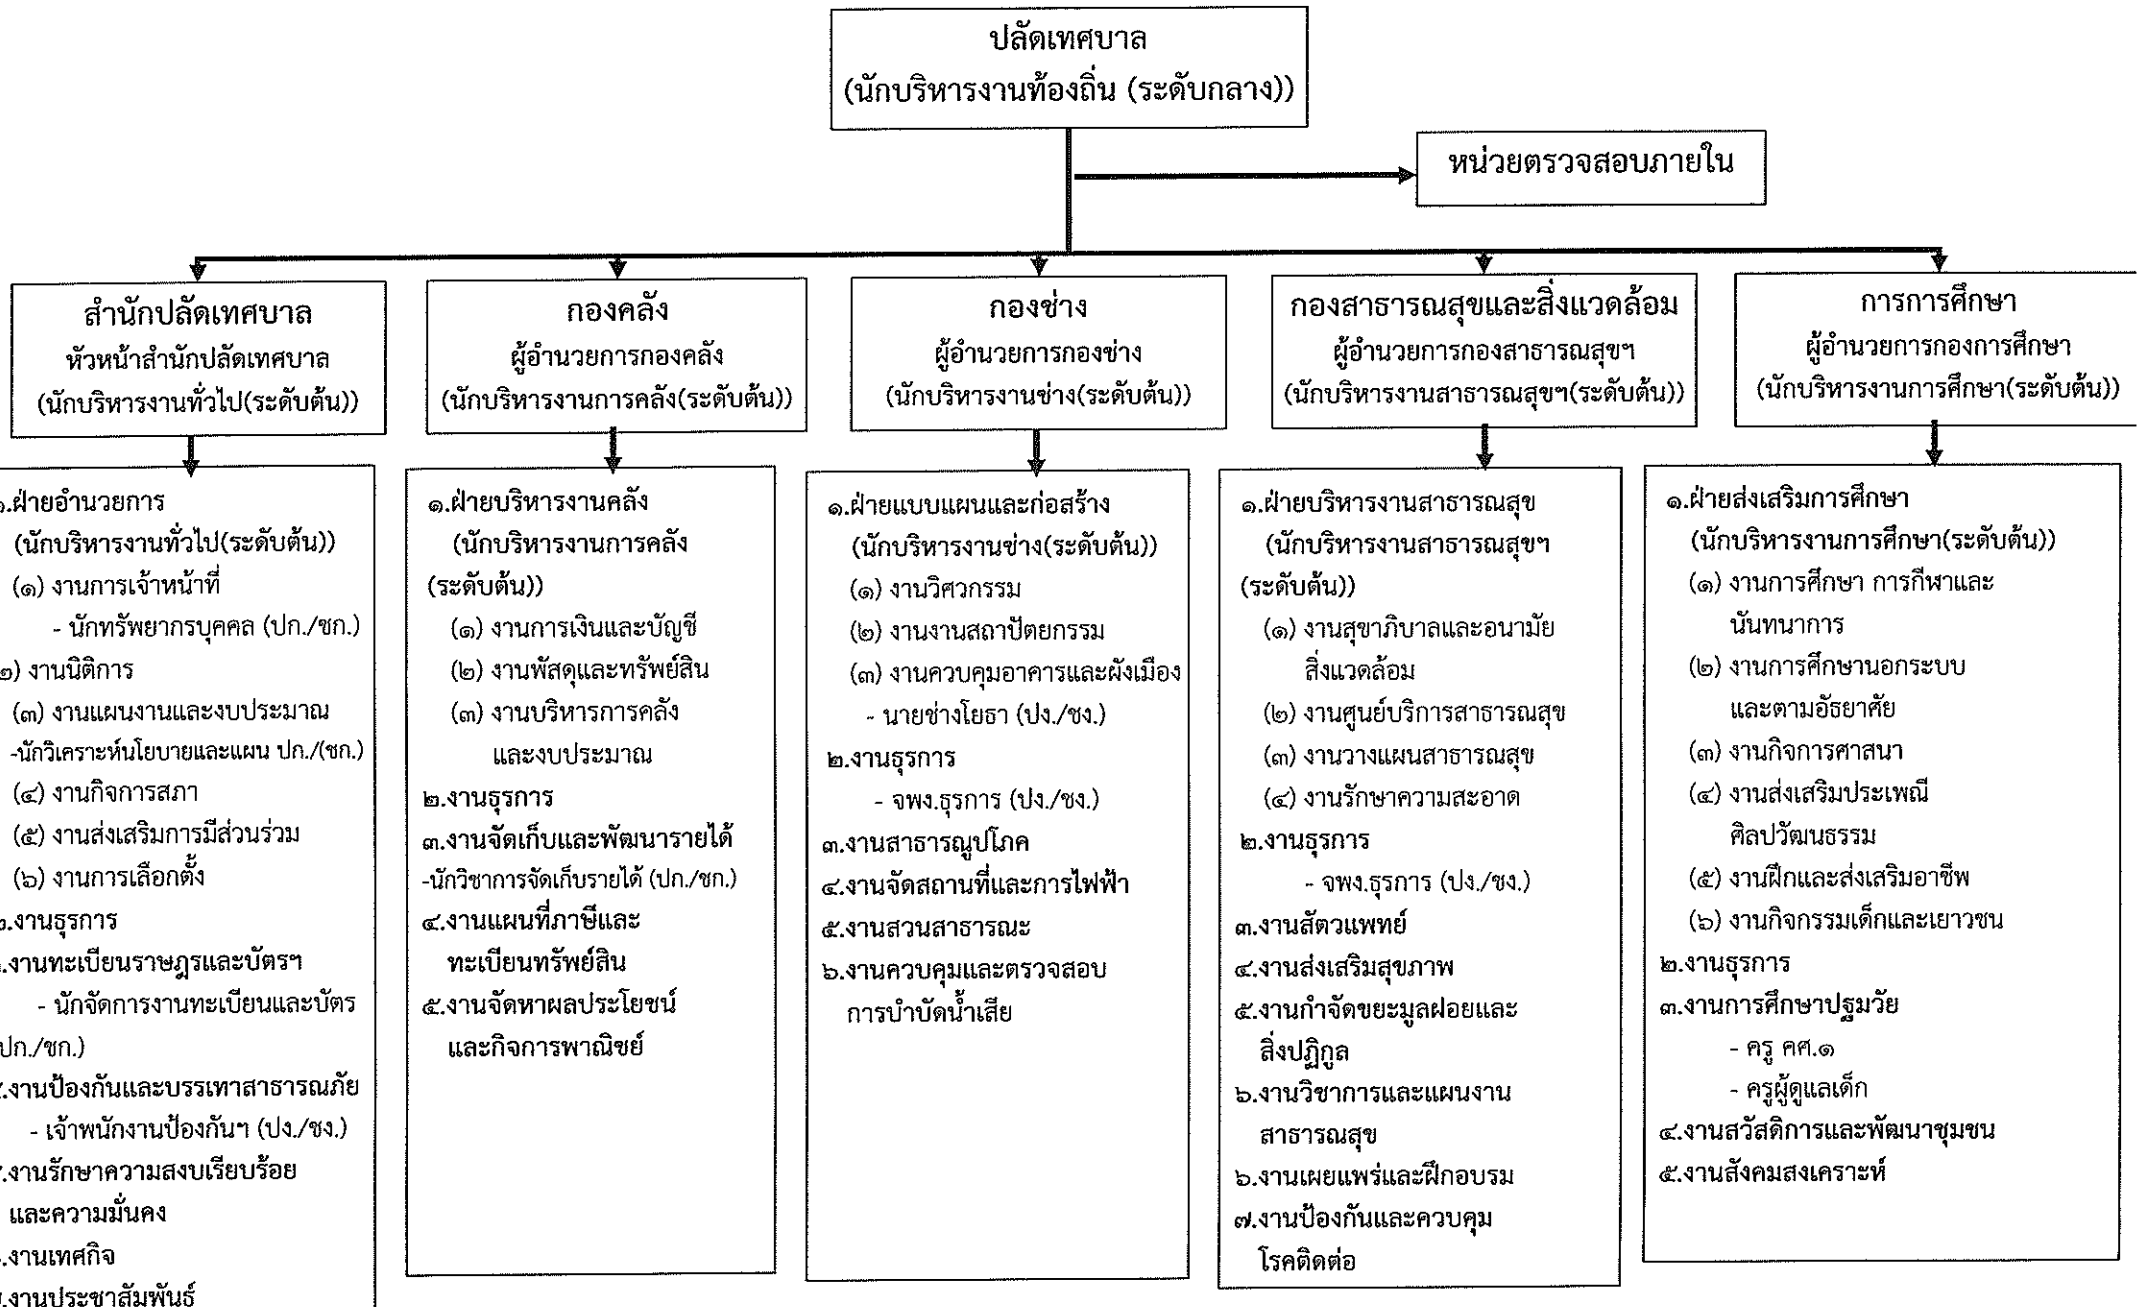 ปลัดเทศบาล
(นักบริหารงานท้องถิ่น (ระดับกลาง))
หน่วยตรวจสอบภายใน
สำนักปลัดเทศบาล
หัวหน้าสำนักปลัดเทศบาล
(นักบริหารงานทั่วไป(ระดับต้น))
กองคลัง
ผู้อำนวยการกองคลัง
(นักบริหารงานการคลัง(ระดับต้น))
กองช่าง
ผู้อำนวยการกองช่าง
(นักบริหารงานช่าง(ระดับต้น))
กองสาธารณสุขและสิ่งแวดล้อม
ผู้อำนวยการกองสาธารณสุขฯ
(นักบริหารงานสาธารณสุขฯ(ระดับต้น))
การการศึกษา
ผู้อำนวยการกองการศึกษา
(นักบริหารงานการศึกษา(ระดับต้น))
๑.ฝ่ายอำนวยการ
(นักบริหารงานทั่วไป(ระดับต้น))
(๑) งานการเจ้าหน้าที่
- นักทรัพยากรบุคคล (ปก./ชก.)
๒) งานนิติการ
(๓) งานแผนงานและงบประมาณ
-นักวิเคราะห์นโยบายและแผน ปก./(ชก.)
(๔) งานกิจการสภา
(๕) งานส่งเสริมการมีส่วนร่วม
(๖) งานการเลือกตั้ง
.งานธุรการ
.งานทะเบียนราษฎรและบัตรฯ
- นักจัดการงานทะเบียนและบัตร
ปก./ชก.)
.งานป้องกันและบรรเทาสาธารณภัย
- เจ้าพนักงานป้องกันฯ (ปง./ชง.)
.งานรักษาความสงบเรียบร้อย
และความมั่นคง
.งานเทศกิจ
.งานประชาสัมพันธ์
๑.ฝ่ายบริหารงานคลัง
(นักบริหารงานการคลัง
(ระดับต้น))
(๑) งานการเงินและบัญชี
(๒) งานพัสดุและทรัพย์สิน
(๓) งานบริหารการคลัง
และงบประมาณ
๒.งานธุรการ
๓.งานจัดเก็บและพัฒนารายได้
-นักวิชาการจัดเก็บรายได้ (ปก./ชก.)
๔.งานแผนที่ภาษีและ
ทะเบียนทรัพย์สิน
๕.งานจัดหาผลประโยชน์
และกิจการพาณิชย์
๑.ฝ่ายแบบแผนและก่อสร้าง
(นักบริหารงานช่าง(ระดับต้น))
(๑) งานวิศวกรรม
(๒) งานงานสถาปัตยกรรม
(๓) งานควบคุมอาคารและผังเมือง
- นายช่างโยธา (ปง./ชง.)
๒.งานธุรการ
- จพง.ธุรการ (ปง./ชง.)
๓.งานสาธารณูปโภค
๔.งานจัดสถานที่และการไฟฟ้า
๕.งานสวนสาธารณะ
๖.งานควบคุมและตรวจสอบ
การบำบัดน้ำเสีย
๑.ฝ่ายบริหารงานสาธารณสุข
(นักบริหารงานสาธารณสุขฯ
(ระดับต้น))
(๑) งานสุขาภิบาลและอนามัย
สิ่งแวดล้อม
(๒) งานศูนย์บริการสาธารณสุข
(๓) งานวางแผนสาธารณสุข
(๔) งานรักษาความสะอาด
๒.งานธุรการ
- จพง.ธุรการ (ปง./ชง.)
๓.งานสัตวแพทย์
๔.งานส่งเสริมสุขภาพ
๕.งานกำจัดขยะมูลฝอยและ
สิ่งปฏิกูล
๖.งานวิชาการและแผนงาน
สาธารณสุข
๖.งานเผยแพร่และฝึกอบรม
๗.งานป้องกันและควบคุม
โรคติดต่อ
๑.ฝ่ายส่งเสริมการศึกษา
(นักบริหารงานการศึกษา(ระดับต้น))
(๑) งานการศึกษา การกีฬาและ
นันทนาการ
(๒) งานการศึกษานอกระบบ
และตามอัธยาศัย
(๓) งานกิจการศาสนา
(๔) งานส่งเสริมประเพณี
ศิลปวัฒนธรรม
(๕) งานฝึกและส่งเสริมอาชีพ
(๖) งานกิจกรรมเด็กและเยาวชน
๒.งานธุรการ
๓.งานการศึกษาปฐมวัย
- ครู คศ.๑
- ครูผู้ดูแลเด็ก
๔.งานสวัสดิการและพัฒนาชุมชน
๕.งานสังคมสงเคราะห์